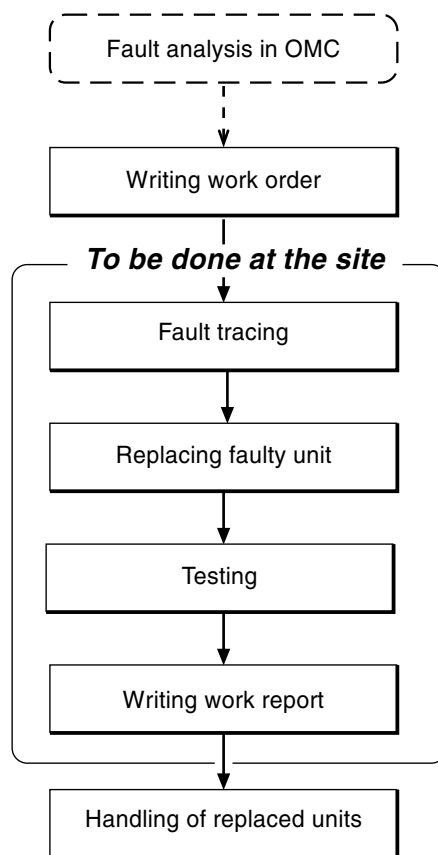 Fault analysis in OMC
Writing work order
To be done at the site
Fault tracing
Replacing faulty unit
Testing
Writing work report
Handling of replaced units